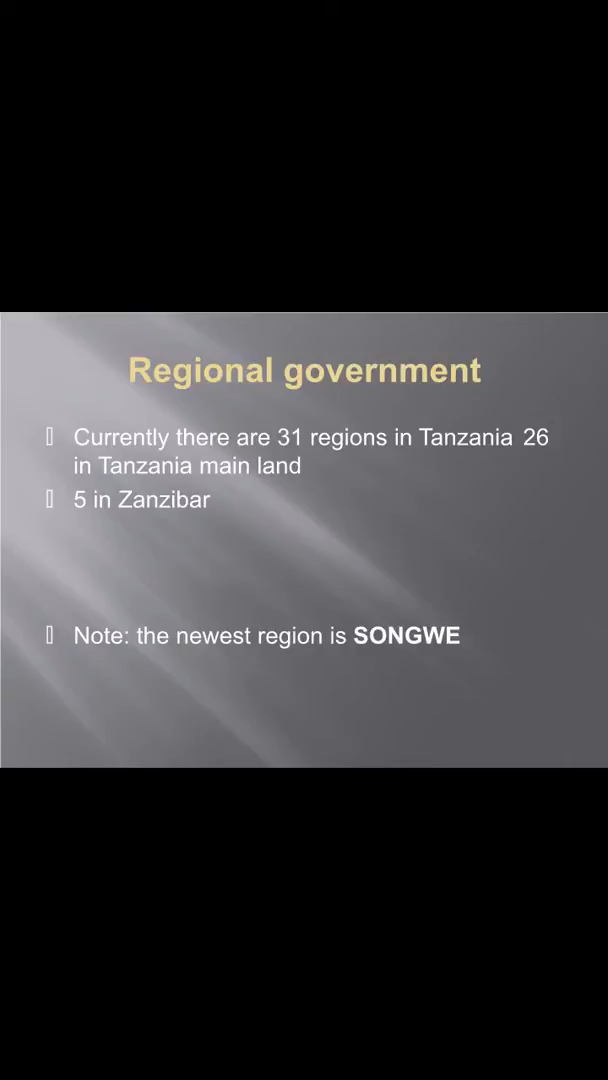 Regional government
Currently there are 31 regions in Tanzania 26
in Tanzania main land
5 in Zanzibar
Note: the newest region is SONGWE